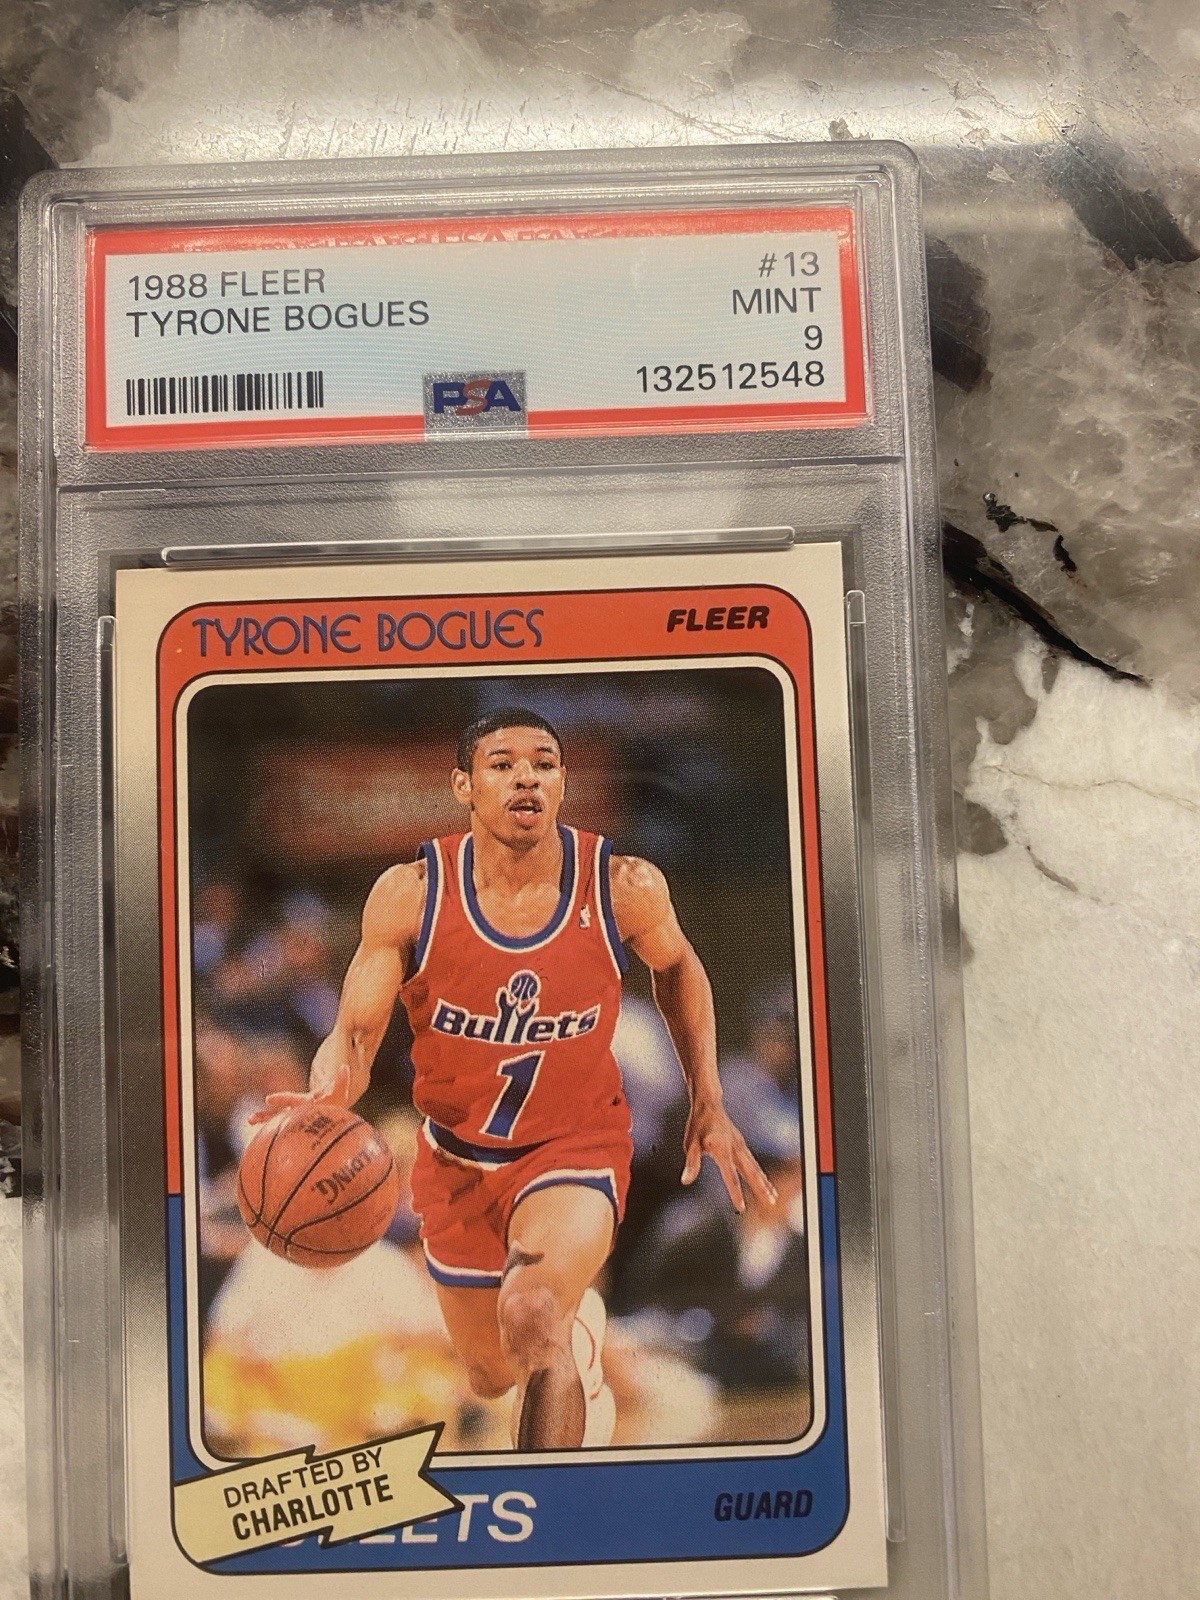 1988 FLEER
TYRONE BOGUES
#13
MINT
9
132512548
PSA
TYRONE BOGUES
FLEER
Bullets
1
DRAFTED BY
CHARLOTTE
GUARD